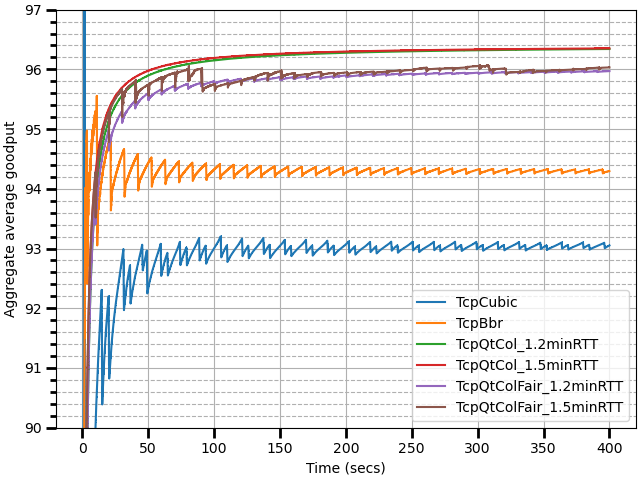 97
96
95
94
93
92
91
90
Aggregate average goodput
0
50
100
150
200
250
300
350
400
Time (secs)
TcpCubic
TcpBbr
TcpQtCol_1.2minRTT
TcpQtCol_1.5minRTT
TcpQtColFair_1.2minRTT
TcpQtColFair_1.5minRTT